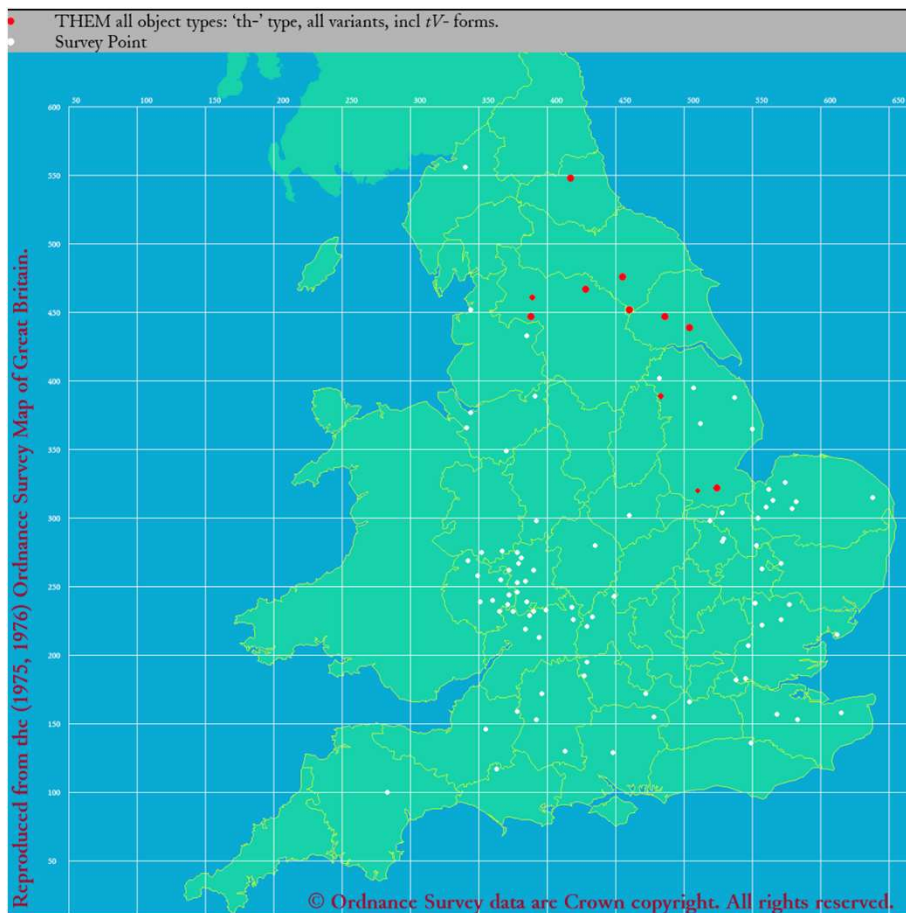 THEM all object types: ‘th-’ type, all variants, incl tV- forms.
Survey Point
50 100 150 200 250 300 350 400 450 500 550 600 650
600
550
500
450
400
350
300
250
200
150
100
50
Reproduced from the (1975, 1976) Ordnance Survey Map of Great Britain.
© Ordnance Survey data are Crown copyright. All rights reserved.